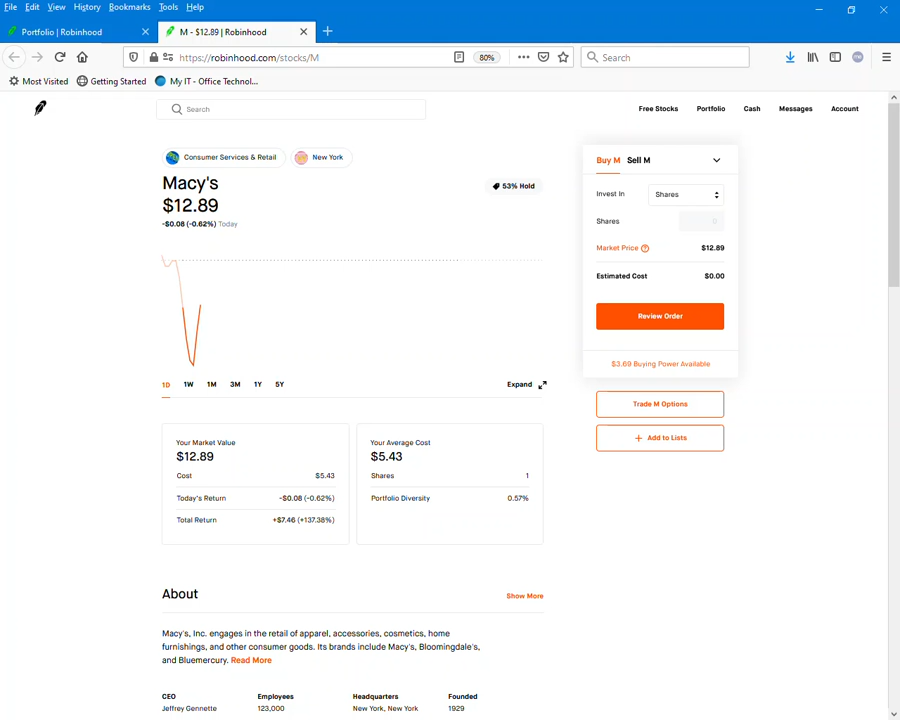 File Edit View History Bookmarks Tools Help
Portfolio | Robinhood
M - $12.89 | Robinhood
https://robinhood.com/stocks/M
80%
Search
Most Visited
Getting Started
My IT - Office Technol...
Search
Free Stocks
Portfolio
Cash
Messages
Account
Consumer Services & Retail
New York
Macy's
53% Hold
$12.89
-$0.08 (-0.62%) Today
Buy M Sell M
Invest In Shares
Shares 0
Market Price ? $12.89
Estimated Cost $0.00
Review Order
$3.69 Buying Power Available
Trade M Options
+ Add to Lists
1D 1W 1M 3M 1Y 5Y
Expand
Your Market Value
$12.89
Cost $5.43
Today's Return -$0.08 (-0.62%)
Total Return +$7.46 (+137.38%)
Your Average Cost
$5.43
Shares 1
Portfolio Diversity 0.57%
About
Show More
Macy's, Inc. engages in the retail of apparel, accessories, cosmetics, home
furnishings, and other consumer goods. Its brands include Macy's, Bloomingdale's,
and Bluemercury. Read More
CEO Employees Headquarters Founded
Jeffrey Gennette 123,000 New York, New York 1929